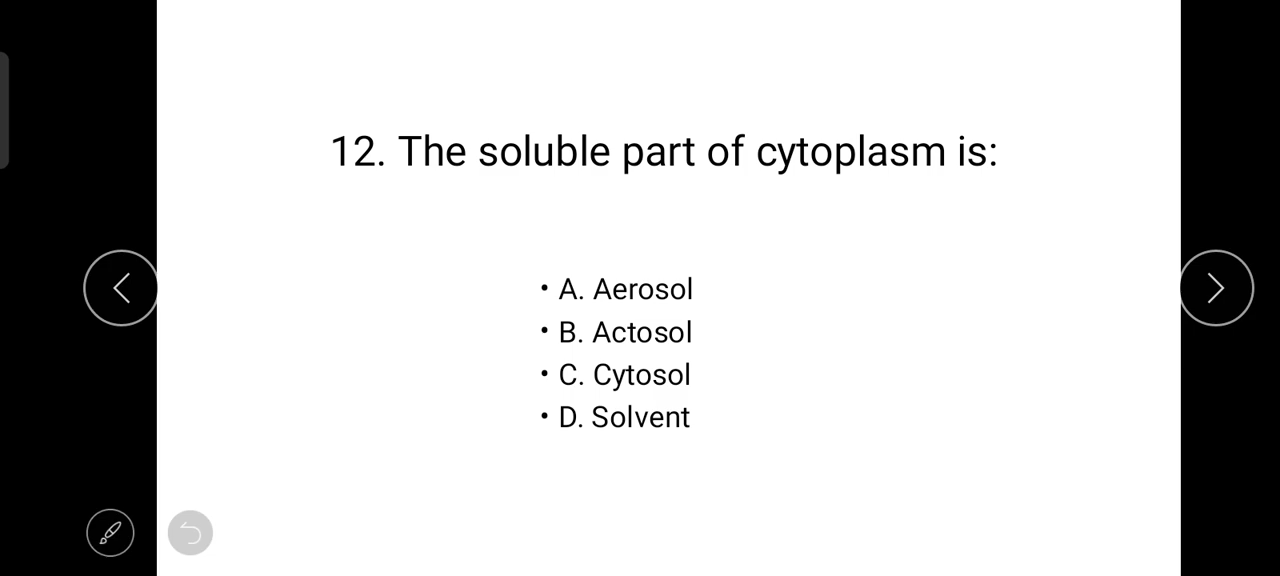 12. The soluble part of cytoplasm is:
• A. Aerosol
• B. Actosol
• C. Cytosol
• D. Solvent